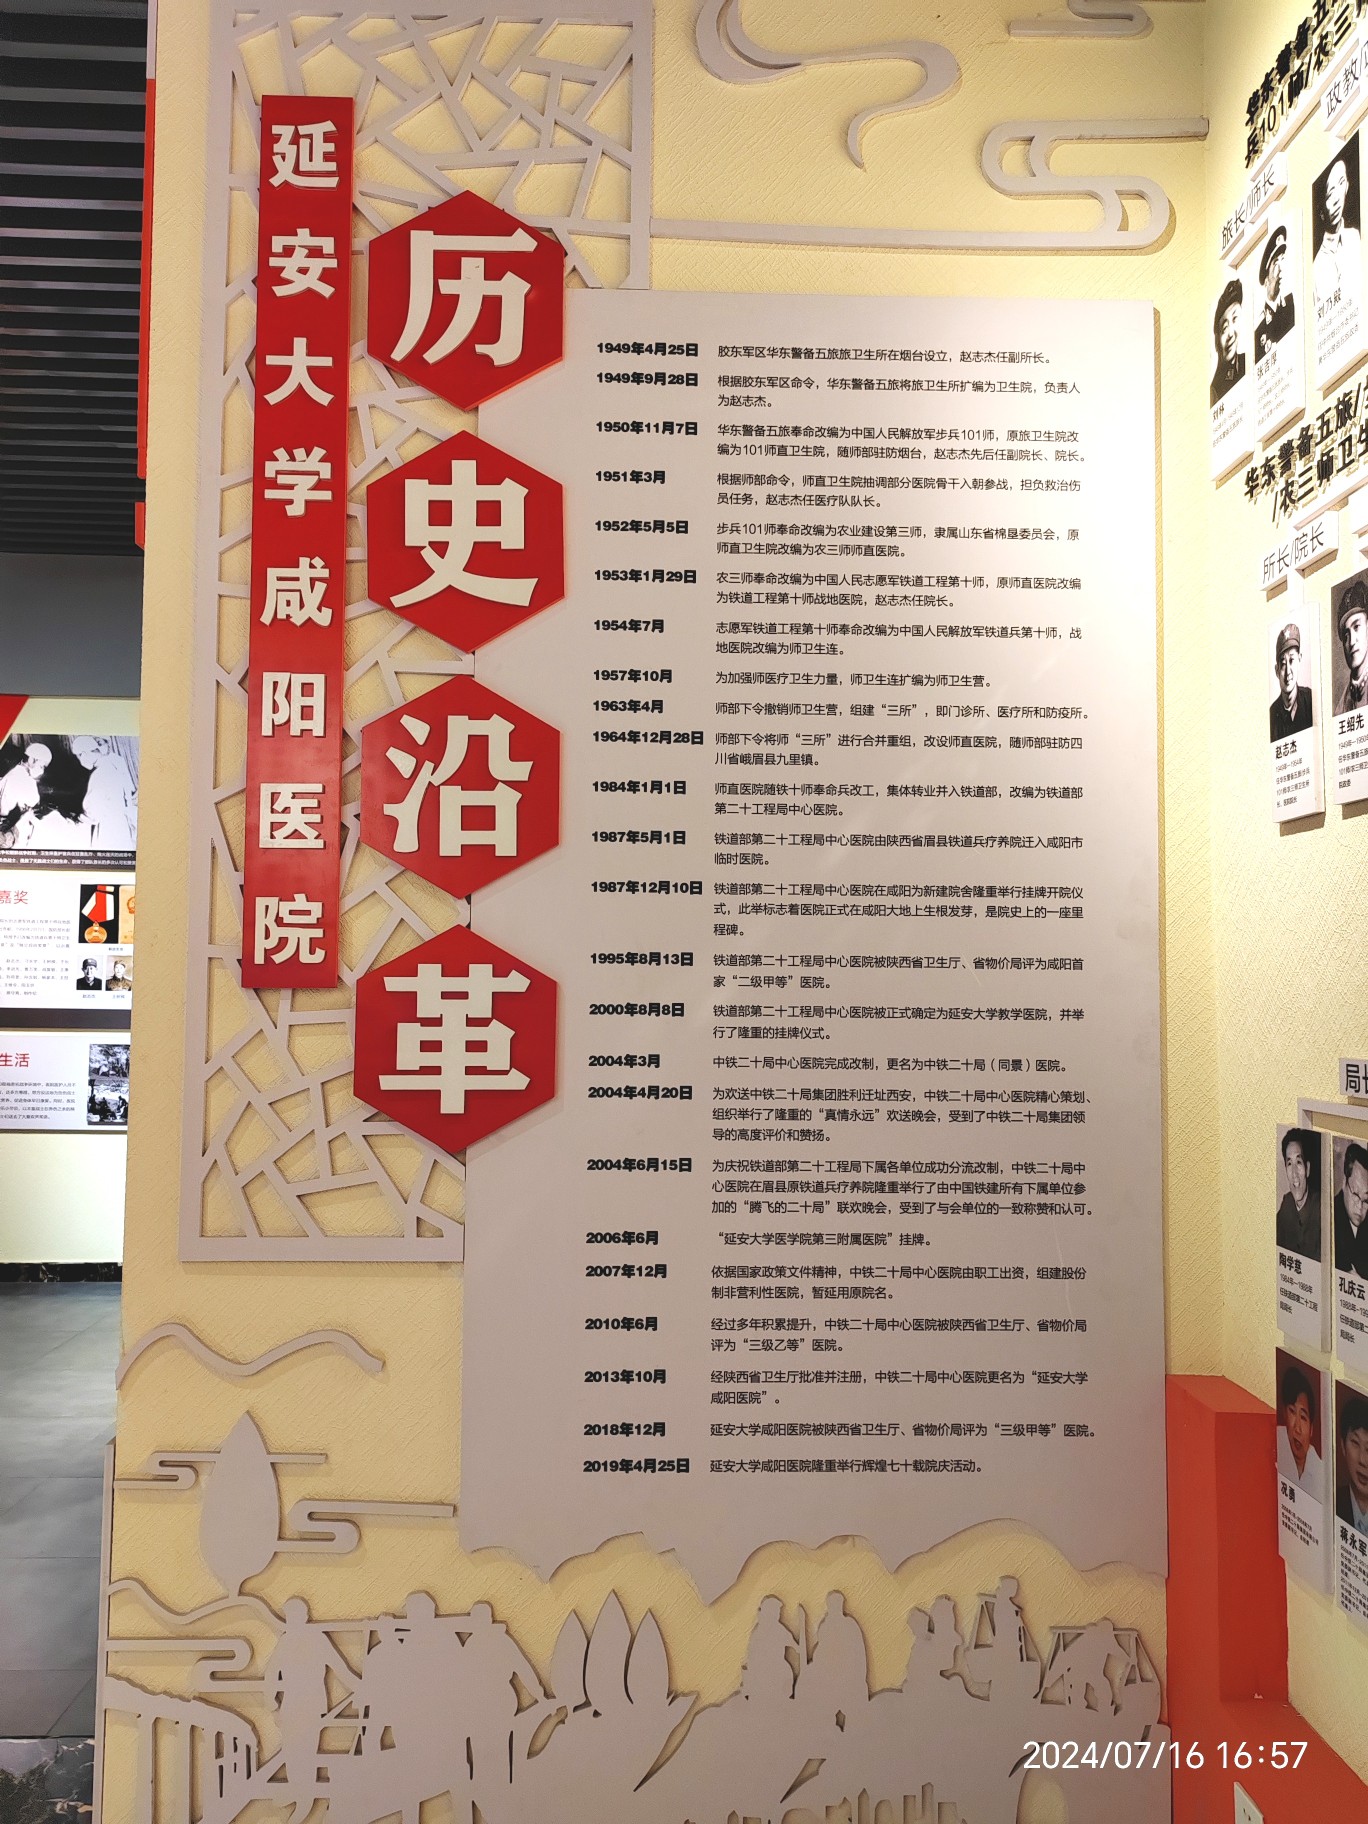 延安大学咸阳医院
历史沿革
1949年4月25日 胶东军区华东警备五旅旅卫生所在烟台设立，赵志杰任副所长。
1949年9月28日 根据胶东军区命令，华东警备五旅将旅卫生所扩编为卫生院，负责人
为赵志杰。
1950年11月7日 华东警备五旅奉命改编为中国人民解放军步兵101师，原旅卫生院改
编为101师直卫生院，随师部驻防烟台，赵志杰先后任副院长、院长。
1951年3月 根据师部命令，师直卫生院抽调部分医院骨干入朝参战，担负救治伤
员任务，赵志杰任医疗队队长。
1952年5月5日 步兵101师奉命改编为农业建设第三师，隶属山东省棉垦委员会，原
师直卫生院改编为农三师师直医院。
1953年1月29日 农三师奉命改编为中国人民志愿军铁道工程第十师，原师直医院改编
为铁道工程第十师战地医院，赵志杰任院长。
1954年7月 志愿军铁道工程第十师奉命改编为中国人民解放军铁道兵第十师，战
地医院改编为师卫生连。
1957年10月 为加强师医疗卫生力量，师卫生连扩编为师卫生营。
1963年4月 师部下令撤销师卫生营，组建“三所”，即门诊所、医疗所和防疫所。
1964年12月28日 师部下令将师“三所”进行合并重组，改设师直医院，随师部驻防四
川省峨眉县九里镇。
1984年1月1日 师直医院随铁十师奉命兵改工，集体转业并入铁道部，改编为铁道部
第二十工程局中心医院。
1987年5月1日 铁道部第二十工程局中心医院由陕西省眉县铁道兵疗养院迁入咸阳市
临时医院。
1987年12月10日 铁道部第二十工程局中心医院在咸阳为新建院舍隆重举行挂牌开院仪
式，此举标志着医院正式在咸阳大地上生根发芽，是院史上的一座里
程碑。
1995年8月13日 铁道部第二十工程局中心医院被陕西省卫生厅、省物价局评为咸阳首
家“二级甲等”医院。
2000年8月8日 铁道部第二十工程局中心医院被正式确定为延安大学教学医院，并举
行了隆重的挂牌仪式。
2004年3月 中铁二十局中心医院完成改制，更名为中铁二十局（同景）医院。
2004年4月20日 为欢送中铁二十局集团胜利迁址西安，中铁二十局中心医院精心策划、
组织举行了隆重的“真情永远”欢送晚会，受到了中铁二十局集团领
导的高度评价和赞扬。
2004年6月15日 为庆祝铁道部第二十工程局下属各单位成功分流改制，中铁二十局中
心医院在眉县原铁道兵疗养院隆重举行了由中国铁建所有下属单位参
加的“腾飞的二十局”联欢晚会，受到了与会单位的一致称赞和认可。
2006年6月 “延安大学医学院第三附属医院”挂牌。
2007年12月 依据国家政策文件精神，中铁二十局中心医院由职工出资，组建股份
制非营利性医院，暂延用原院名。
2010年6月 经过多年积累提升，中铁二十局中心医院被陕西省卫生厅、省物价局
评为“三级乙等”医院。
2013年10月 经陕西省卫生厅批准并注册，中铁二十局中心医院更名为“延安大学
咸阳医院”。
2018年12月 延安大学咸阳医院被陕西省卫生厅、省物价局评为“三级甲等”医院。
2019年4月25日 延安大学咸阳医院隆重举行辉煌七十载院庆活动。
嘉奖
生活
华东警备五旅
兵101师/农三师
政教
旅长/师长
刘乃殿
张吉厚
刘林
华东警备五旅
/农三师卫生
所长/院长
赵志杰
王绍先
局长
陶学慈
孔庆云
况勇
蒋永军
2024/07/16 16:57